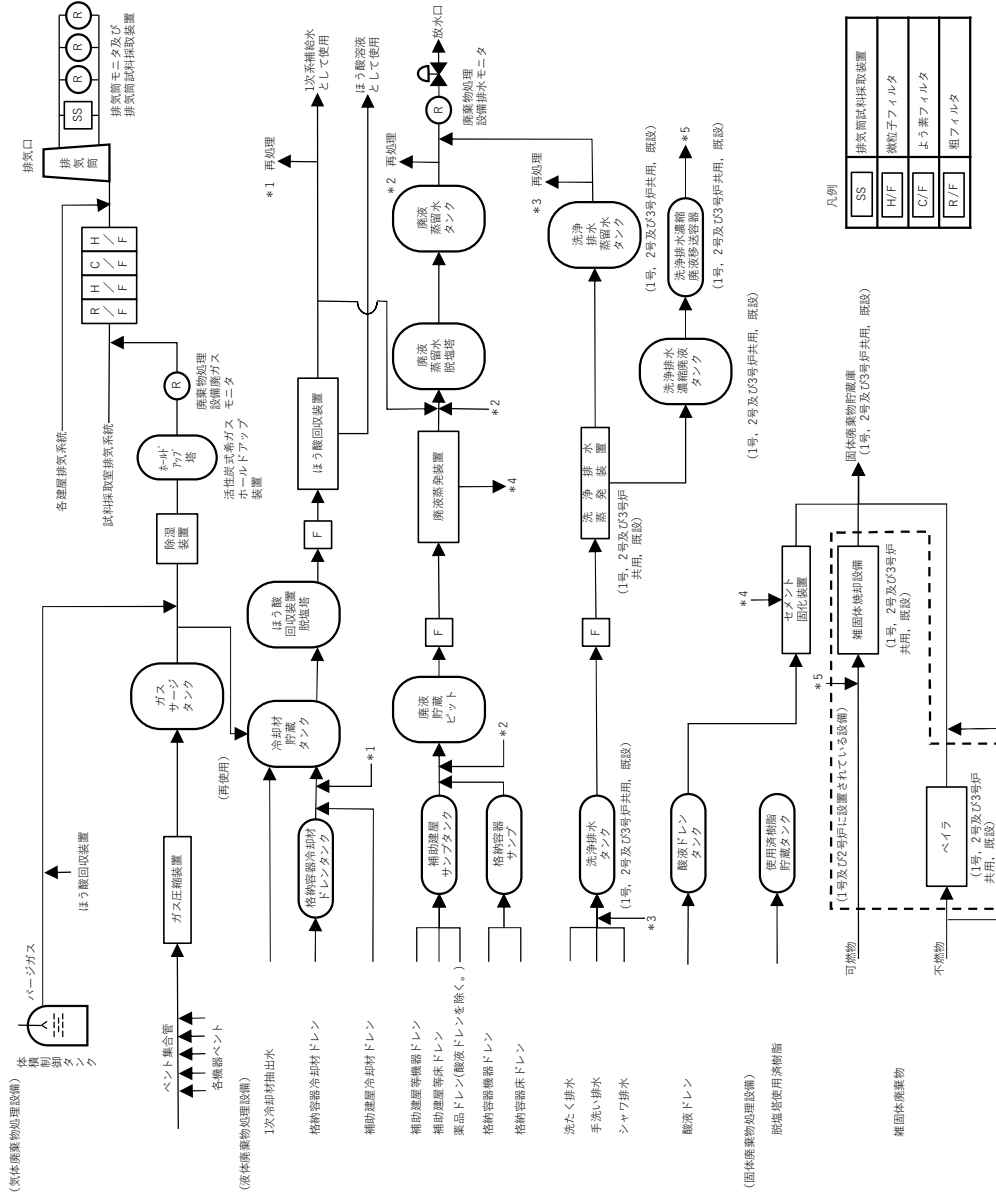 (気体廃棄物処理設備)
体積
制御
タンク
パージガス
ほう酸回収装置
ベント集合管
各機器ベント
ガス圧縮装置
ガス
サージ
タンク
(再使用)
除湿
装置
ホールド
アップ
塔
活性炭式希ガス
ホールドアップ
装置
R
廃棄物処理
設備廃ガス
モニタ
各建屋排気系統
試料採取室排気系統
R/F
H/F
C/F
H/F
排気口
排気
筒
SS
R
R
R
排気筒モニタ及び
排気筒試料採取装置
(液体廃棄物処理設備)
1次冷却材抽出水
格納容器冷却材ドレン
補助建屋冷却材ドレン
格納容器冷却材
ドレンタンク
*1
冷却材
貯蔵
タンク
ほう酸
回収装置
脱塩塔
F
ほう酸回収装置
*1 再処理
1次系補給水
として使用
ほう酸溶液
として使用
補助建屋等機器ドレン
補助建屋等床ドレン
薬品ドレン(酸液ドレンを除く。)
格納容器機器ドレン
格納容器床ドレン
補助建屋
サンプタンク
格納容器
サンプ
*2
廃液
貯蔵
ピット
F
廃液蒸発装置
*4
*2
廃液
蒸留水
脱塩塔
廃液
蒸留水
タンク
*2 再処理
R
廃棄物処理
設備排水モニタ
放水口
洗たく排水
手洗い排水
シャワ排水
*3
洗浄排水
タンク
(1号, 2号及び3号炉共用, 既設)
F
洗浄排水
蒸発装置
(1号, 2号及び3号炉
共用, 既設)
洗浄
排水
蒸留水
タンク
(1号, 2号及び3号炉共用, 既設)
*3 再処理
洗浄排水
濃縮廃液
タンク
(1号, 2号及び3号炉共用, 既設)
洗浄排水濃縮
廃液移送容器
(1号, 2号及び3号炉共用, 既設)
*5
酸液ドレン
酸液ドレン
タンク
(固体廃棄物処理設備)
脱塩塔使用済樹脂
使用済樹脂
貯蔵タンク
*4
セメント
固化装置
雑固体廃棄物
可燃物
不燃物
(1号及び2号炉に設置されている設備)
*5
雑固体焼却設備
(1号, 2号及び3号炉
共用, 既設)
ベイラ
(1号, 2号及び3号炉
共用, 既設)
固体廃棄物貯蔵庫
(1号, 2号及び3号炉共用, 既設)
凡例
SS 排気筒試料採取装置
H/F 微粒子フィルタ
C/F よう素フィルタ
R/F 粗フィルタ